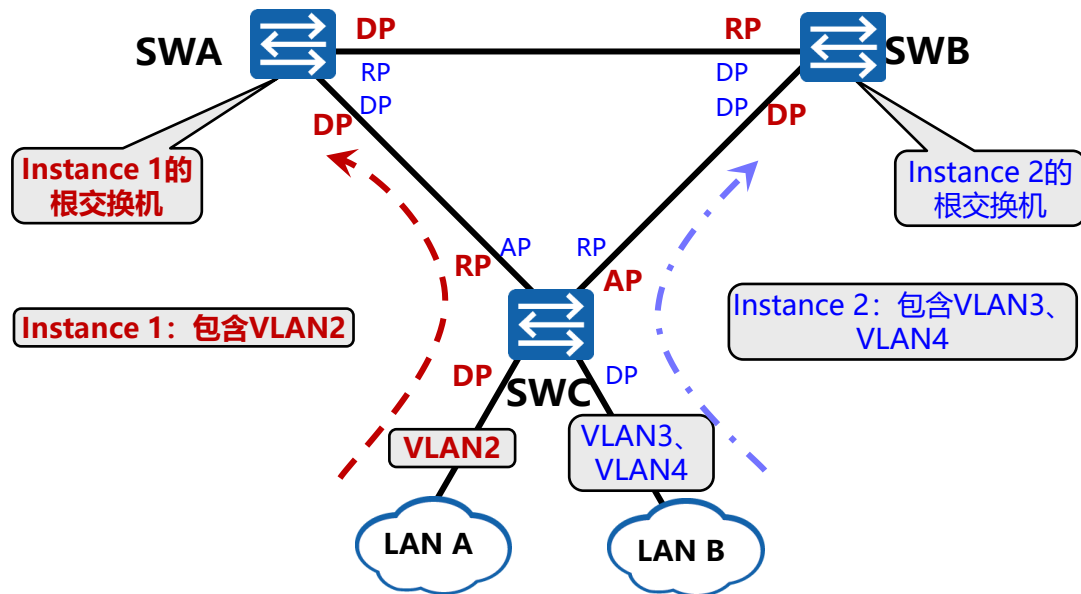 DP
RP
SWA
SWB
RP
DP
DP
DP
DP
DP
Instance 1的
根交换机
Instance 2的
根交换机
AP
RP
RP
AP
Instance 1：包含VLAN2
Instance 2：包含VLAN3、
VLAN4
DP
SWC
DP
VLAN2
VLAN3、
VLAN4
LAN A
LAN B